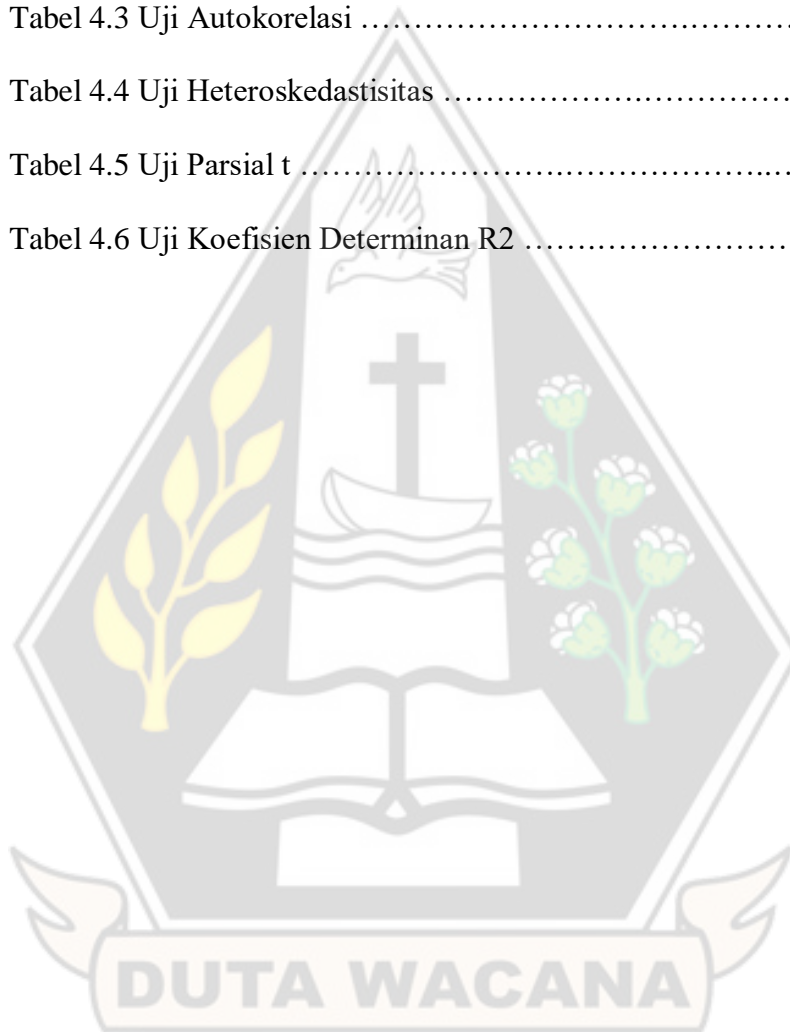 Tabel 4.3 Uji Autokorelasi …………………………….………….
Tabel 4.4 Uji Heteroskedastisitas ……………….…………….
Tabel 4.5 Uji Parsial t …………………….………………..…
Tabel 4.6 Uji Koefisien Determinan R2 …….…………………
DUTA WACANA